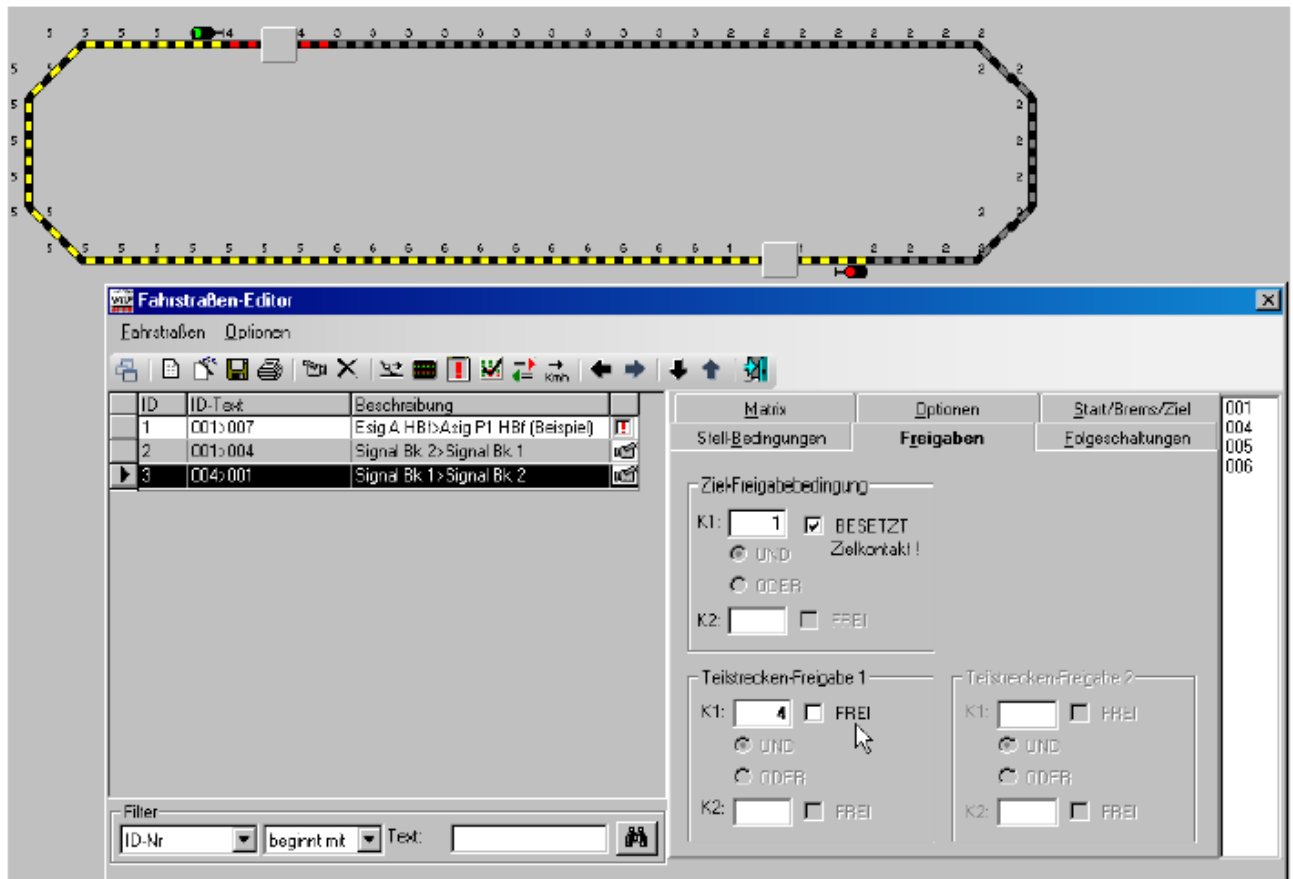 Fahrstraßen-Editor
Fahrstraßen Optionen
Kmh
ID ID-Text Beschreibung
1 001>007 Esig A HBf>Asig P1 HBf (Beispiel)
2 001>004 Signal Bk. 2>Signal Bk.1
3 004>001 Signal Bk. 1>Signal Bk. 2
Filter
ID-Nr beginnt mit Text:
Matrix Optionen Start/Brems/Ziel
Stell-Bedingungen Freigaben Folgeschaltungen
Ziel-Freigabebedingung
K1: 1 BESETZT
Zielkontakt !
UND
ODER
K2: FREI
Teilstrecken-Freigabe 1
K1: 4 FREI
UND
ODER
K2: FREI
Teilstrecken-Freigabe 2
K1: FREI
UND
ODER
K2: FREI
001
004
005
006